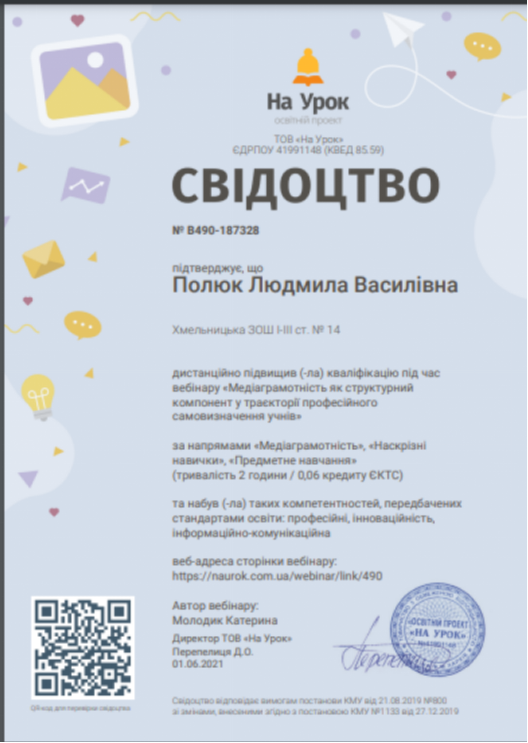 На Урок
освітній проект
ТОВ «На Урок»
ЄДРПОУ 41991148 (КВЕД 85.59)
СВІДОЦТВО
№ B490-187328
підтверджує, що
Полюк Людмила Василівна
Хмельницька ЗОШ І-ІІІ ст. № 14
дистанційно підвищив (-ла) кваліфікацію під час
вебінару «Медіаграмотність як структурний
компонент у траєкторії професійного
самовизначення учнів»
за напрямами «Медіаграмотність», «Наскрізні
навички», «Предметне навчання»
(тривалість 2 години / 0,06 кредиту ЄКТС)
та набув (-ла) таких компетентностей, передбачених
стандартами освіти: професійні, інноваційність,
інформаційно-комунікаційна
веб-адреса сторінки вебінару:
https://naurok.com.ua/webinar/link/490
Автор вебінару:
Молодик Катерина
Директор ТОВ «На Урок»
Перепелиця Д.О.
01.06.2021
«ОСВІТНІЙ ПРОЕКТ
«НА УРОК»
QR-код для перевірки свідоцтва
Свідоцтво відповідає вимогам постанови КМУ від 21.08.2019 №800
зі змінами, внесеними згідно з постановою КМУ №1133 від 27.12.2019